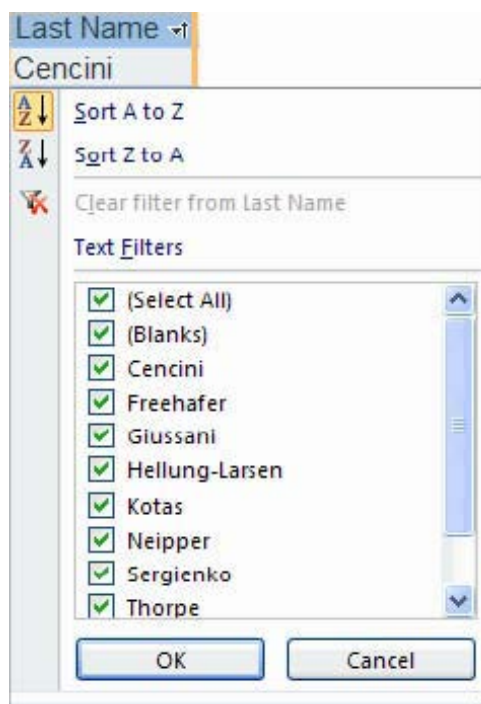 Last Name
Cencini
Sort A to Z
Sort Z to A
Clear filter from Last Name
Text Filters
(Select All)
(Blanks)
Cencini
Freehafer
Giussani
Hellung-Larsen
Kotas
Neipper
Sergienko
Thorpe
OK Cancel